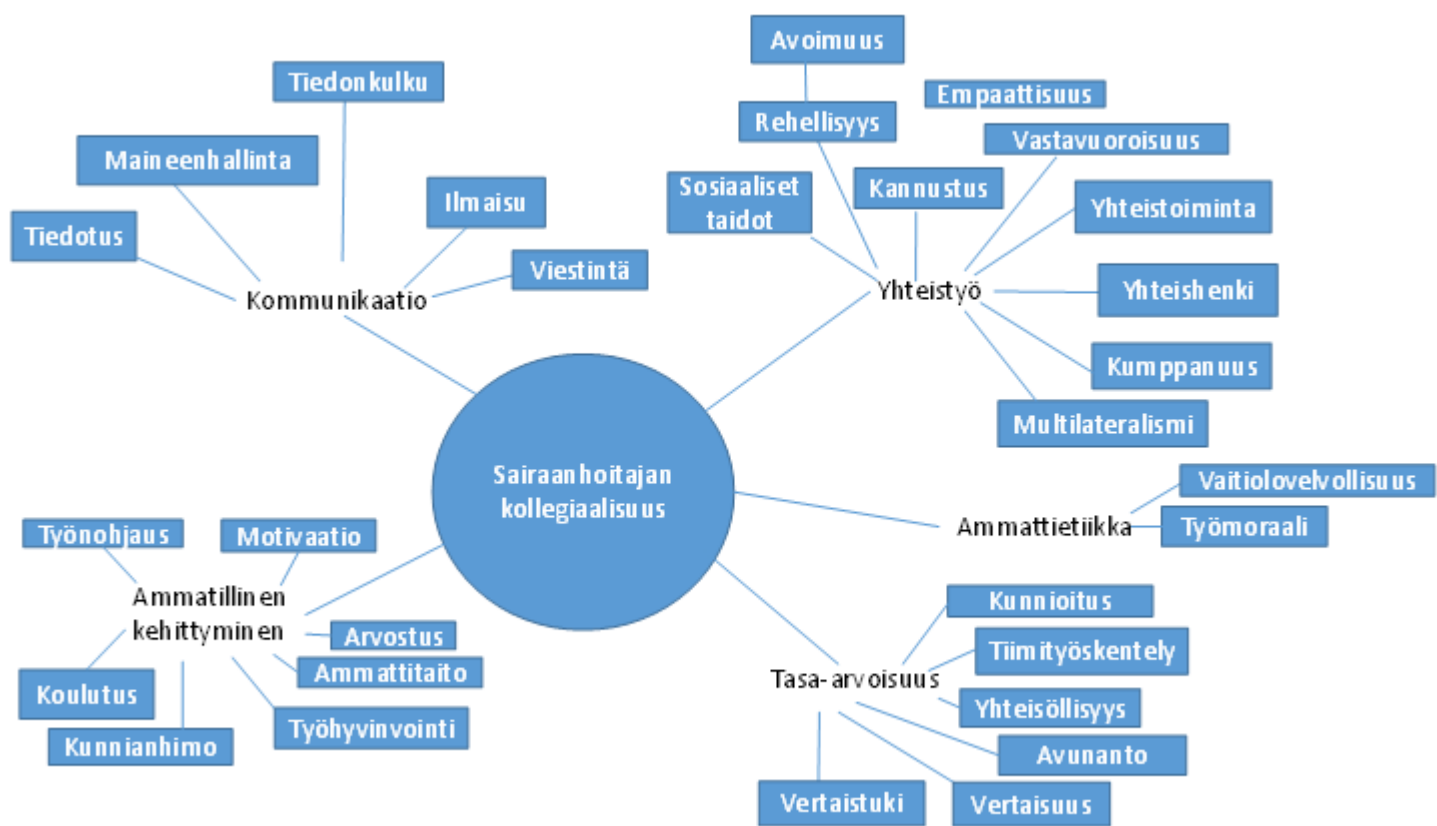 Avoimuus
Tiedonkulku
Empaattisuus
Rehellisyys
Vastavuoroisuus
Maineenhallinta
Kannustus
Sosiaaliset
taidot
Ilmaisu
Yhteistoiminta
Tiedotus
Viestintä
Kommunikaatio
Yhteistyö
Yhteishenki
Kumppanuus
Multilateralismi
Sairaanhoitajan
kollegiaalisuus
Vaitiolovelvollisuus
Ammattietiikka
Työmoraali
Työnohjaus
Motivaatio
Ammatillinen
kehittyminen
Arvostus
Ammattitaito
Koulutus
Työhyvinvointi
Kunnianhimo
Kunnioitus
Tiimityöskentely
Tasa-arvoisuus
Yhteisöllisyys
Avunanto
Vertaistuki
Vertaisuus